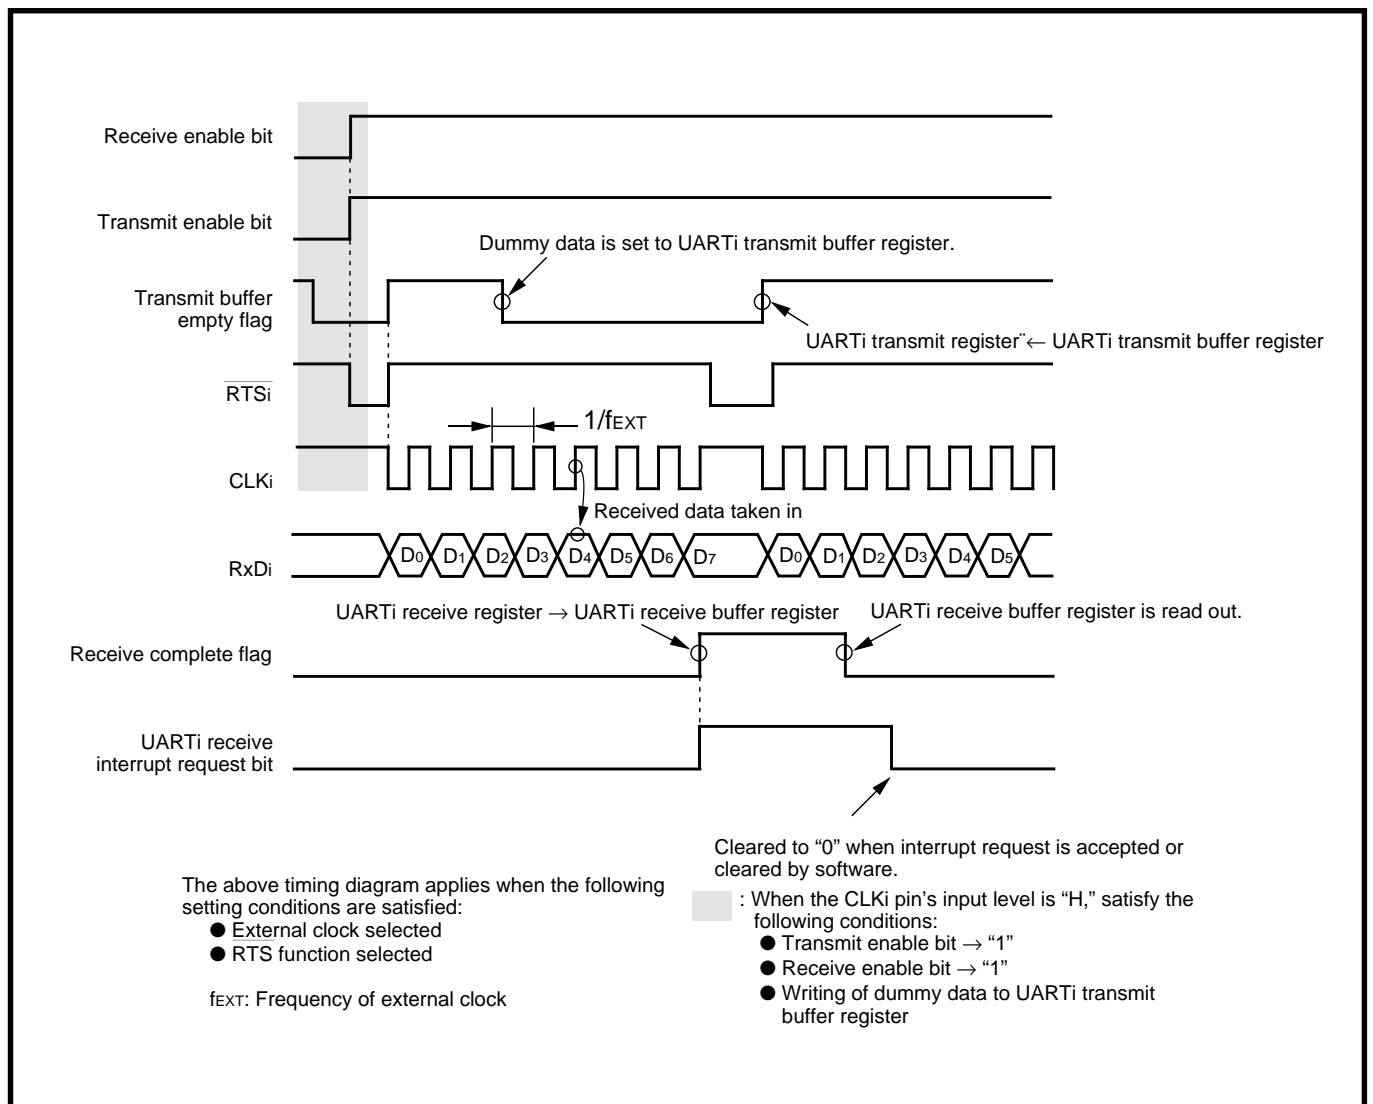 Receive enable bit
Transmit enable bit
Dummy data is set to UARTi transmit buffer register.
Transmit buffer
empty flag
UARTi transmit register¨← UARTi transmit buffer register
RTSi
1/fEXT
CLKi
Received data taken in
RxDi
D0 D1 D2 D3 D4 D5 D6 D7 D0 D1 D2 D3 D4 D5
UARTi receive register → UARTi receive buffer register
UARTi receive buffer register is read out.
Receive complete flag
UARTi receive
interrupt request bit
Cleared to “0” when interrupt request is accepted or
cleared by software.
The above timing diagram applies when the following
setting conditions are satisfied:
● External clock selected
● RTS function selected
fEXT: Frequency of external clock
: When the CLKi pin’s input level is “H,” satisfy the
following conditions:
● Transmit enable bit → “1”
● Receive enable bit → “1”
● Writing of dummy data to UARTi transmit
buffer register